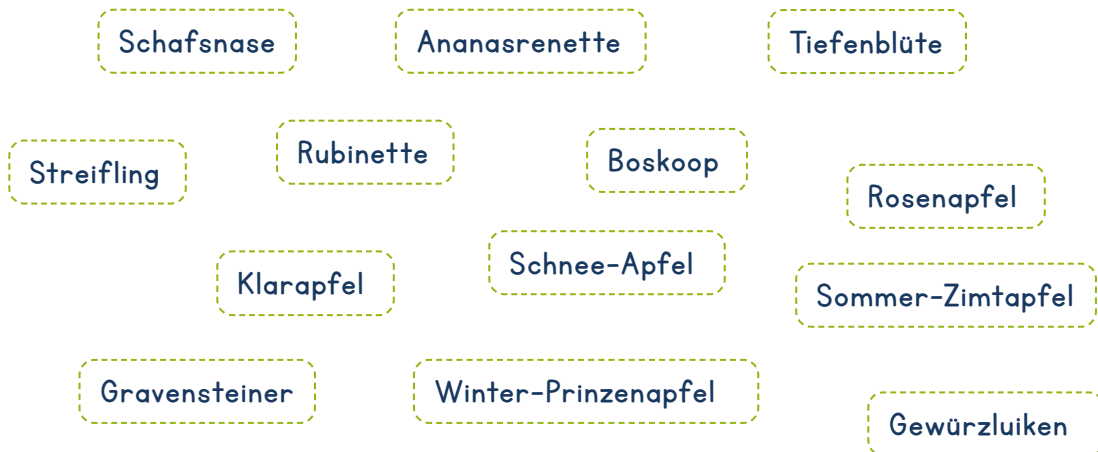 Schafsnase
Ananasrenette
Tiefenblüte
Streifling
Rubinette
Boskoop
Rosenapfel
Klarapfel
Schnee-Apfel
Sommer-Zimtapfel
Gravensteiner
Winter-Prinzenapfel
Gewürzluiken